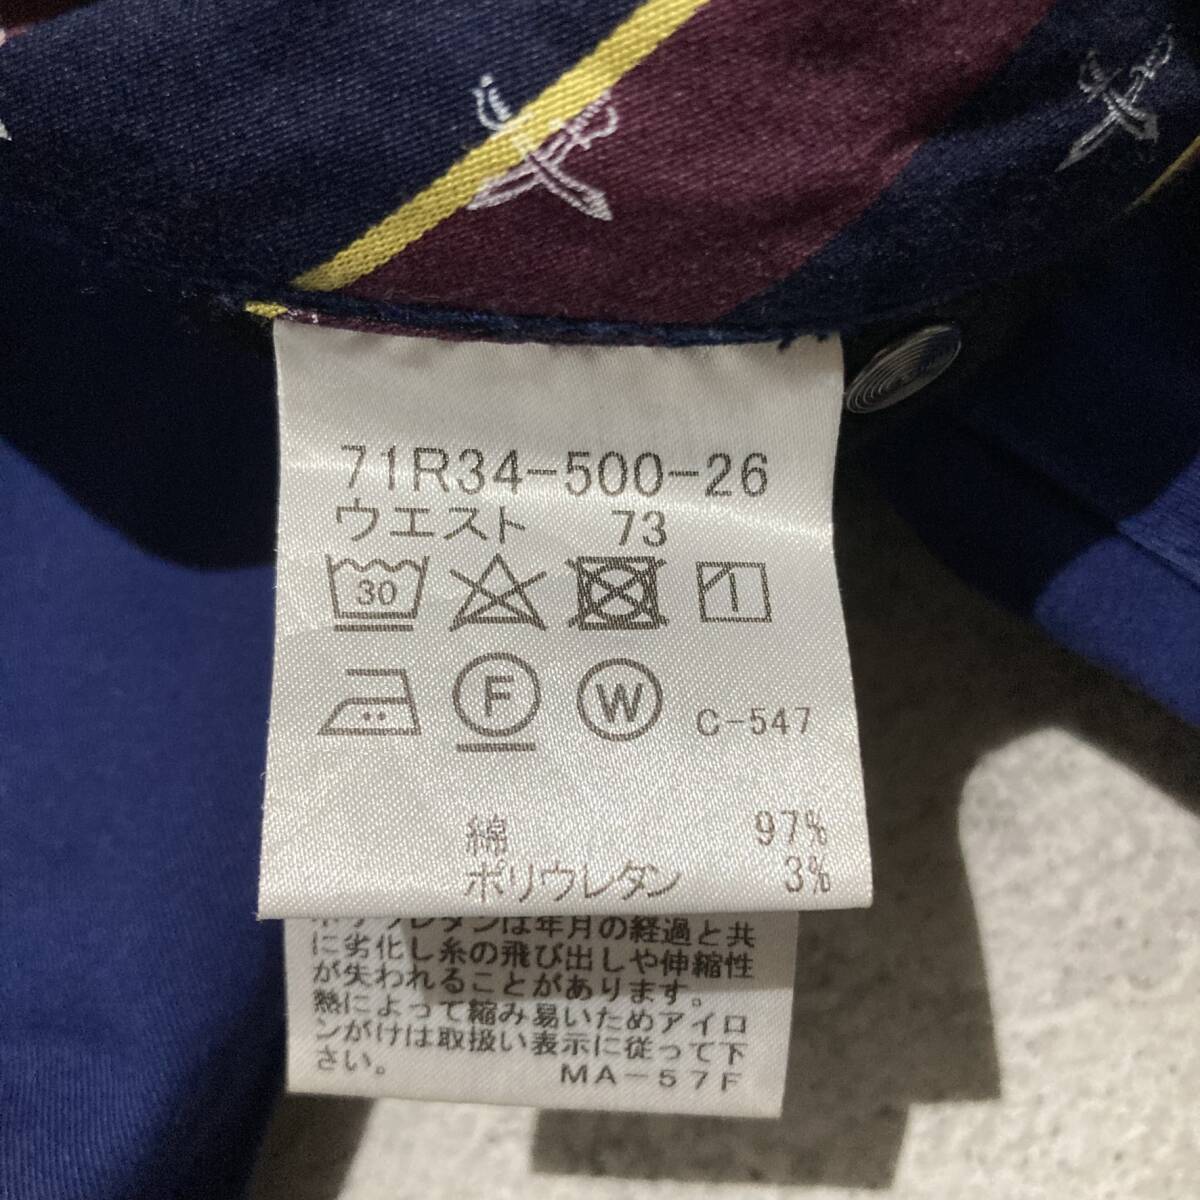 71R34-500-26
ウエスト 73
30
1
F
W
C-547
綿 97%
ポリウレタン 3%
ポリウレタンは年月の経過と共
に劣化し糸の飛び出しや伸縮性
が失われることがあります。
熱によって縮み易いためアイロ
ンがけは取扱い表示に従って下
さい。 MA-57F